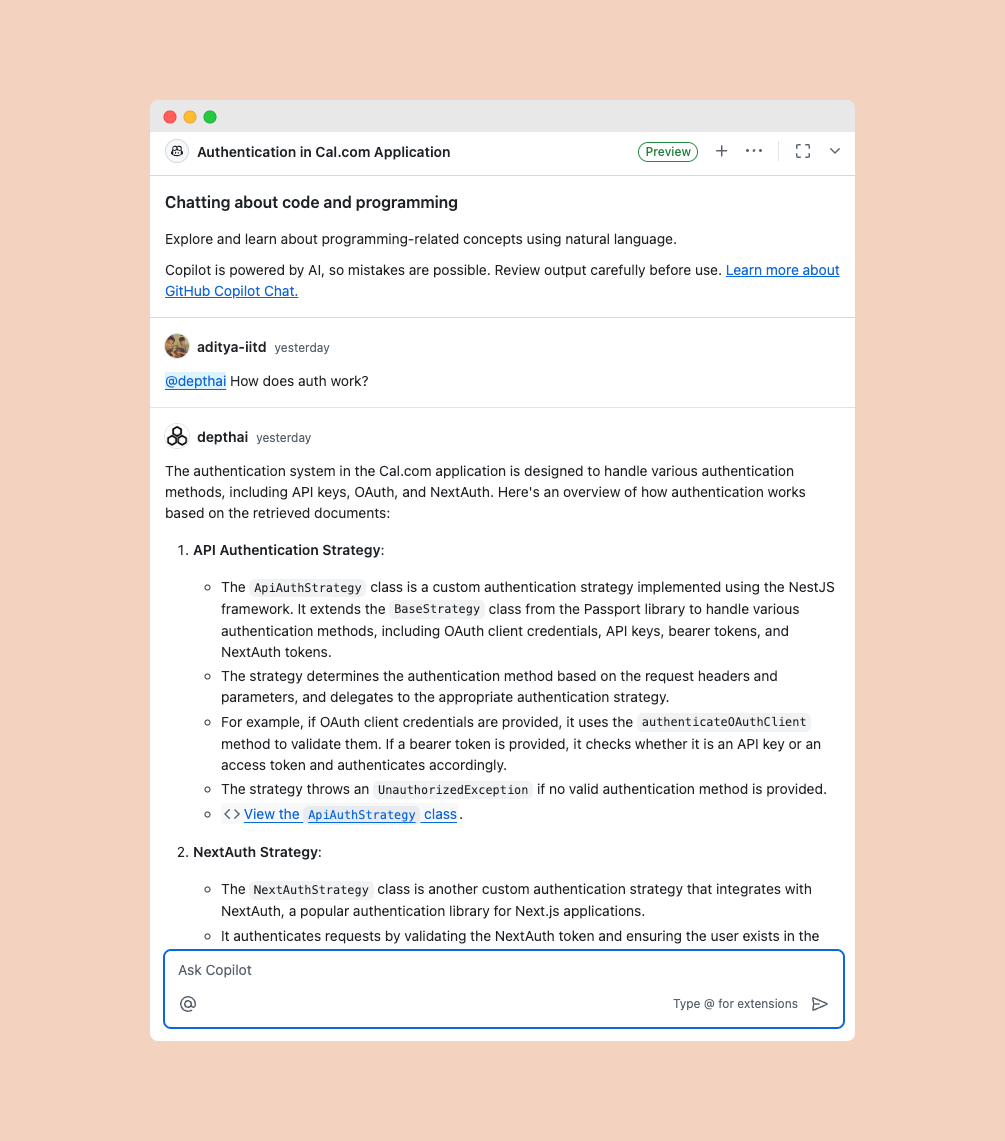 Authentication in Cal.com Application
Preview
Chatting about code and programming
Explore and learn about programming-related concepts using natural language.
Copilot is powered by AI, so mistakes are possible. Review output carefully before use. Learn more about
GitHub Copilot Chat.
aditya-iitd yesterday
@depthai How does auth work?
depthai yesterday
The authentication system in the Cal.com application is designed to handle various authentication
methods, including API keys, OAuth, and NextAuth. Here's an overview of how authentication works
based on the retrieved documents:
1. API Authentication Strategy:
The ApiAuthStrategy class is a custom authentication strategy implemented using the NestJS
framework. It extends the BaseStrategy class from the Passport library to handle various
authentication methods, including OAuth client credentials, API keys, bearer tokens, and
NextAuth tokens.
The strategy determines the authentication method based on the request headers and
parameters, and delegates to the appropriate authentication strategy.
For example, if OAuth client credentials are provided, it uses the authenticateOAuthClient
method to validate them. If a bearer token is provided, it checks whether it is an API key or an
access token and authenticates accordingly.
The strategy throws an UnauthorizedException if no valid authentication method is provided.
View the ApiAuthStrategy class.
2. NextAuth Strategy:
The NextAuthStrategy class is another custom authentication strategy that integrates with
NextAuth, a popular authentication library for Next.js applications.
It authenticates requests by validating the NextAuth token and ensuring the user exists in the
Ask Copilot
Type @ for extensions